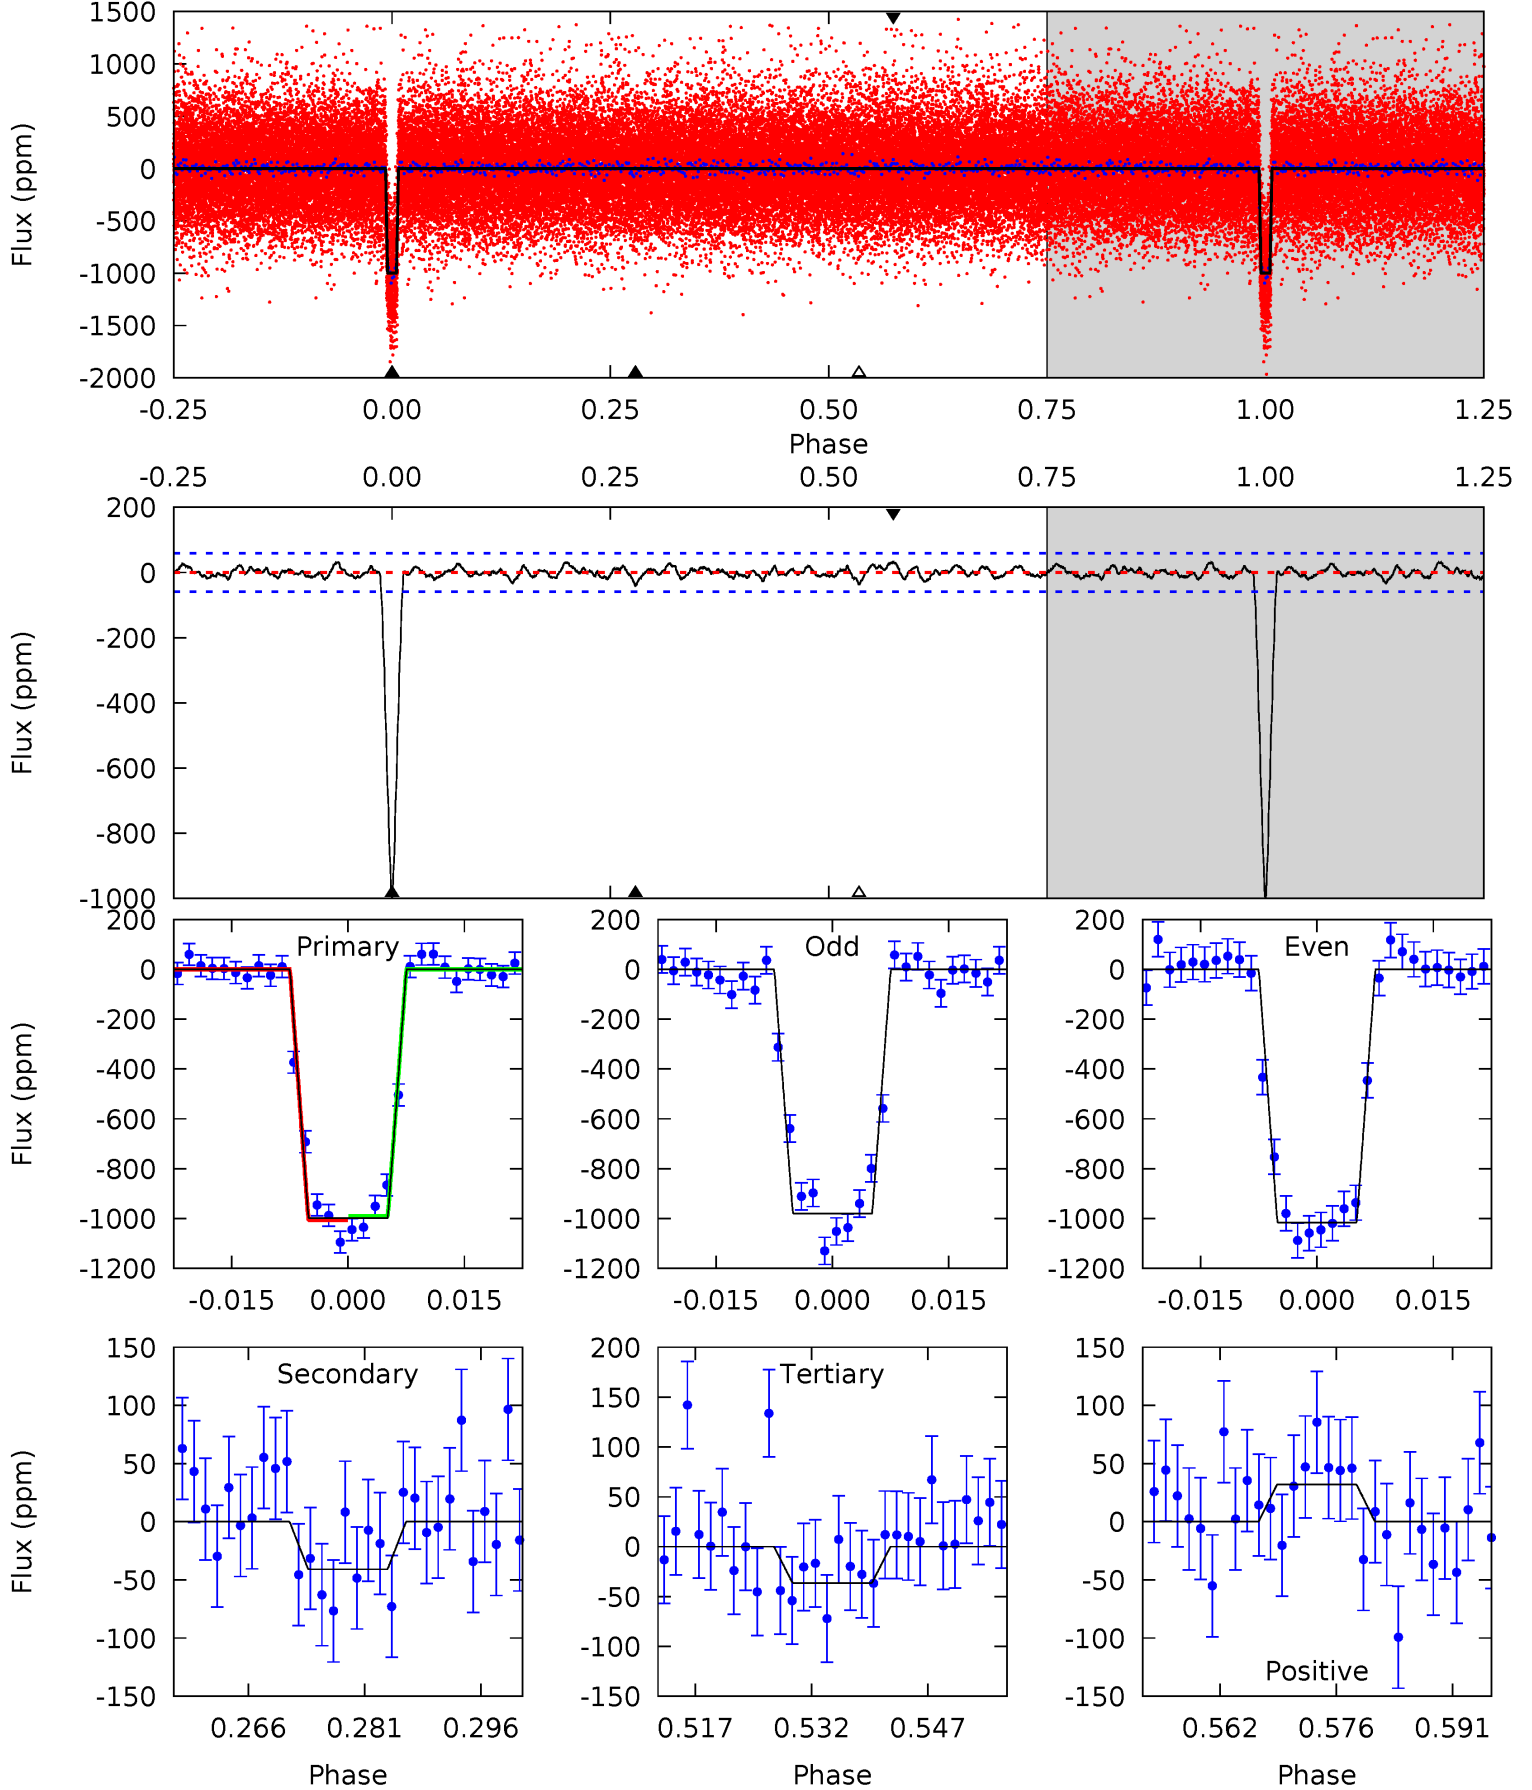 1500
1000
500
0
-500
-1000
-1500
-2000
Flux (ppm)
-0.25 0.00 0.25 0.50 0.75 1.00 1.25
Phase
-0.25 0.00 0.25 0.50 0.75 1.00 1.25
200
0
-200
-400
-600
-800
-1000
Flux (ppm)
Primary Odd Even
200 200 200
0 0 0
-200 -200 -200
-400 -400 -400
-600 -600 -600
-800 -800 -800
-1000 -1000 -1000
-1200 -1200 -1200
Flux (ppm)
-0.015 0.000 0.015 -0.015 0.000 0.015 -0.015 0.000 0.015
Secondary Tertiary Positive
150 200 150
100 150 100
50 100 50
0 50 0
-50 0 -50
-100 -50 -100
-150 -100 -150
-150
Flux (ppm)
0.266 0.281 0.296 0.517 0.532 0.547 0.562 0.576 0.591
Phase Phase Phase